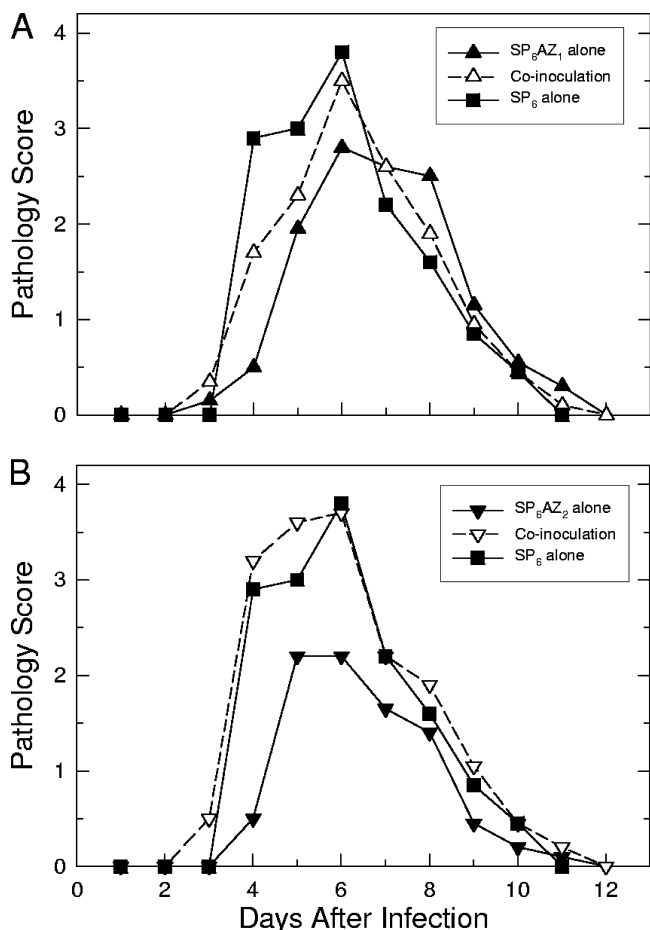 A
4
3
2
1
0
Pathology Score
SP₆AZ₁ alone
Co-inoculation
SP₆ alone
B
4
3
2
1
0
Pathology Score
SP₆AZ₂ alone
Co-inoculation
SP₆ alone
0 2 4 6 8 10 12
Days After Infection